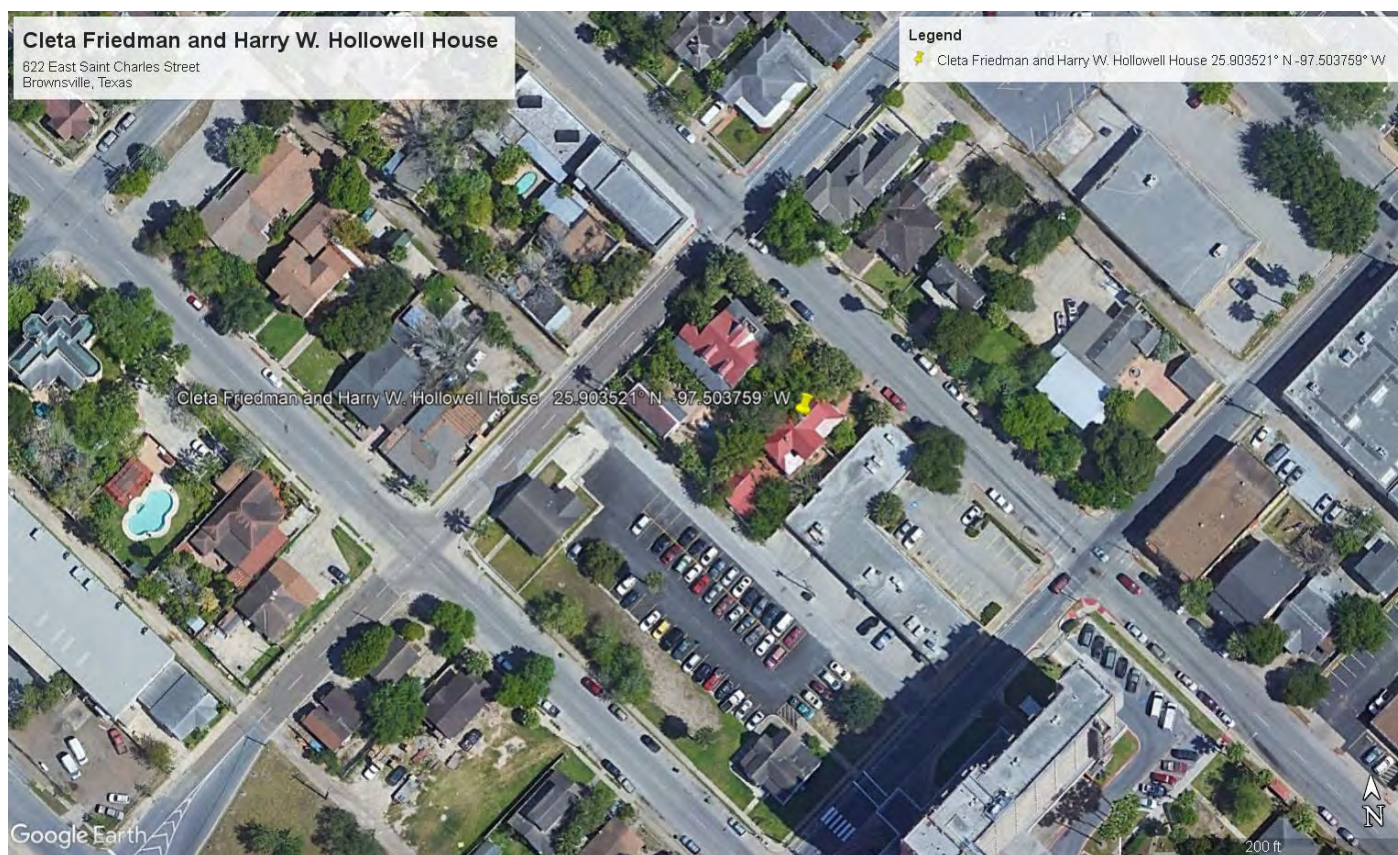 Cleta Friedman and Harry W. Hollowell House
622 East Saint Charles Street
Brownsville, Texas
Legend
Cleta Friedman and Harry W. Hollowell House 25.903521° N -97.503759° W
Cleta Friedman and Harry W. Hollowell House 25.903521° N -97.503759° W
Google Earth
N
200 ft